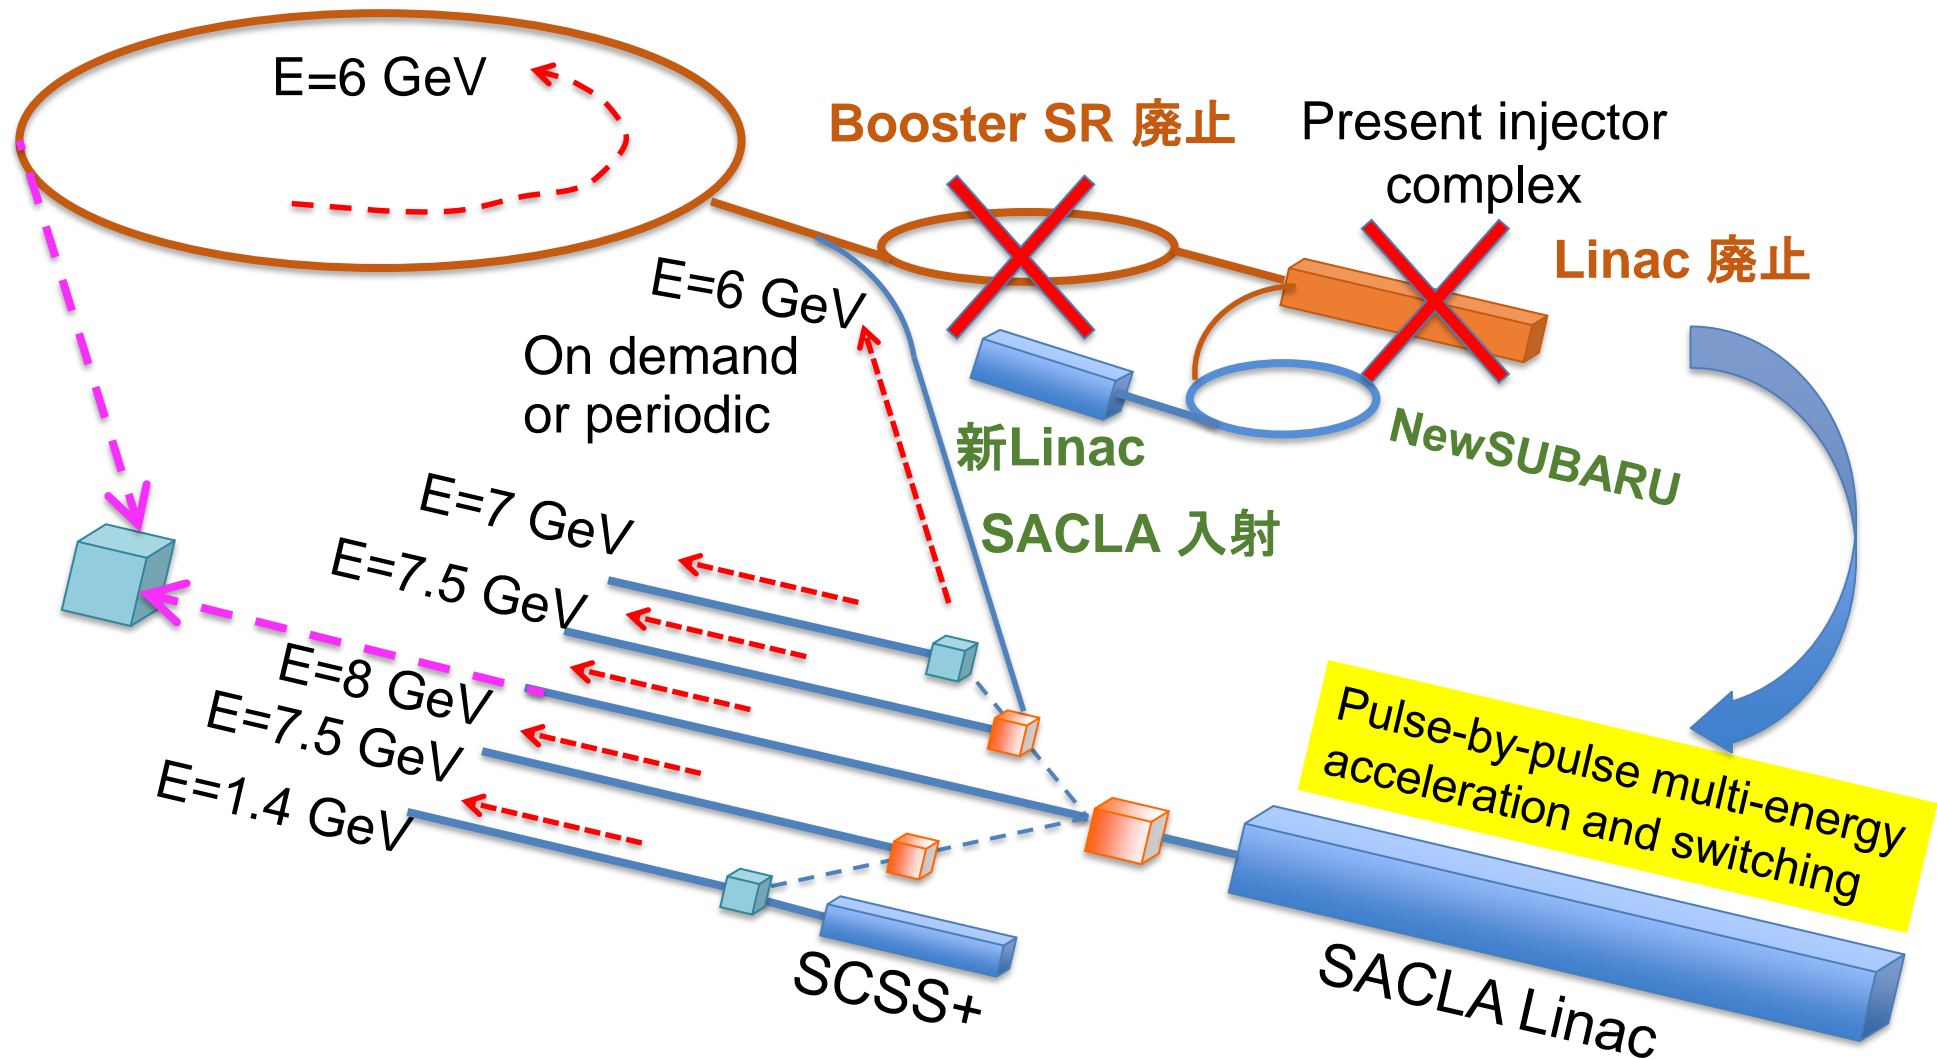 E=6 GeV
Booster SR 廃止
Present injector
complex
Linac 廃止
E=6 GeV
On demand
or periodic
新Linac
NewSUBARU
SACLA 入射
E=7 GeV
E=7.5 GeV
E=8 GeV
E=7.5 GeV
E=1.4 GeV
Pulse-by-pulse multi-energy
acceleration and switching
SCSS+
SACLA Linac